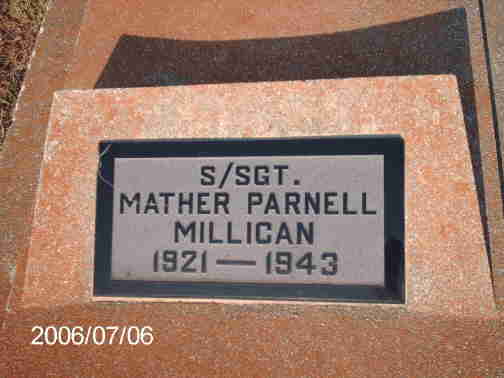 S/SGT.
MATHER PARNELL
MILLICAN
1921 — 1943
2006/07/06